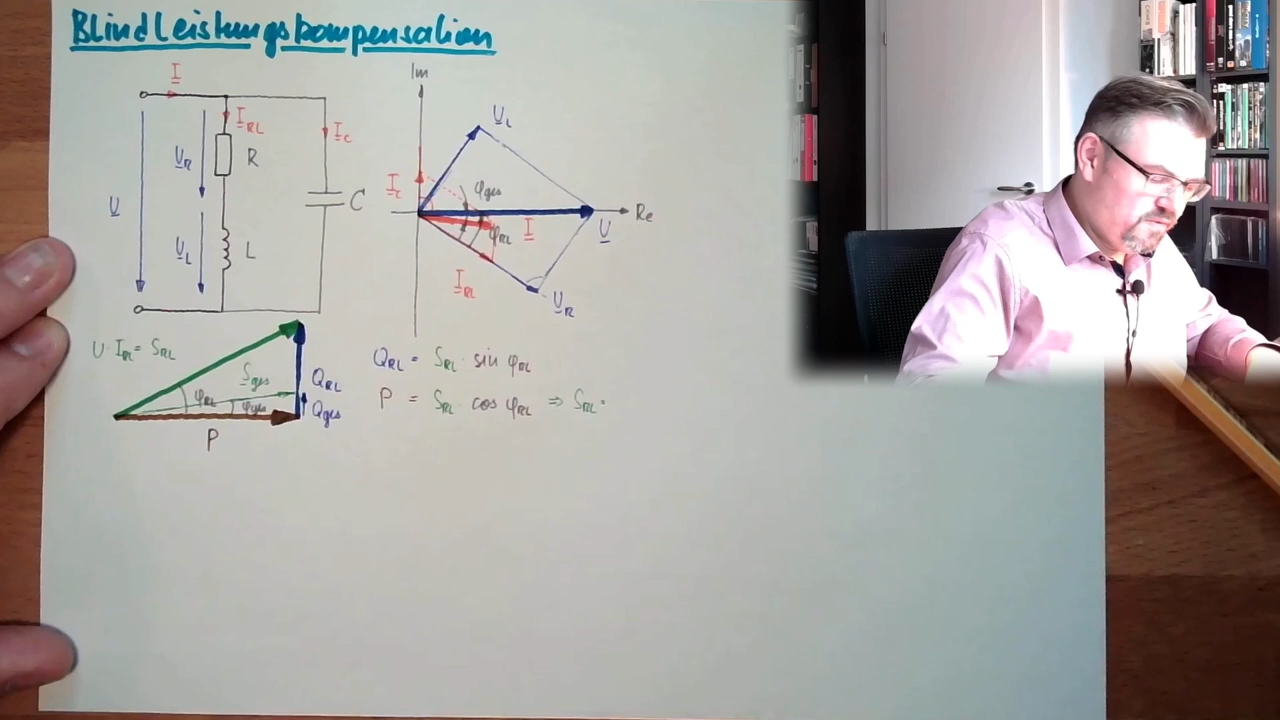 Blindleistungskompensation
I
I_RL
I_C
U_R
R
C
U
U_L
L
Im
U_L
I_C
φ_ges
Re
φ_RL
I
U
I_RL
U_R
U·I_RL = S_RL
S_ges
Q_RL
φ_RL
φ_ges
Q_ges
P
Q_RL = S_RL · sin φ_RL
P = S_RL · cos φ_RL ⇒ S_RL =